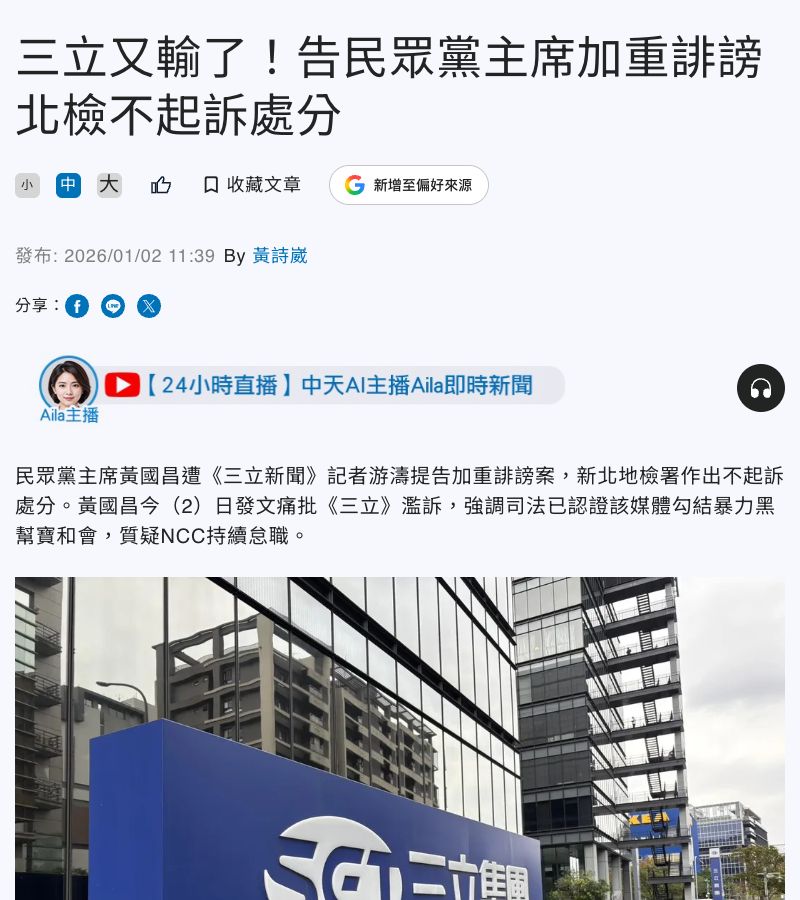 三立又輸了！告民眾黨主席加重誹謗
北檢不起訴處分
小 中 大 收藏文章 新增至偏好來源
發布: 2026/01/02 11:39 By 黃詩崴
分享：
【24小時直播】中天AI主播Aila即時新聞
Aila主播
民眾黨主席黃國昌遭《三立新聞》記者游濤提告加重誹謗案，新北地檢署作出不起訴
處分。黃國昌今（2）日發文痛批《三立》濫訴，強調司法已認證該媒體勾結暴力黑
幫寶和會，質疑NCC持續怠職。
IKEA
三立集團